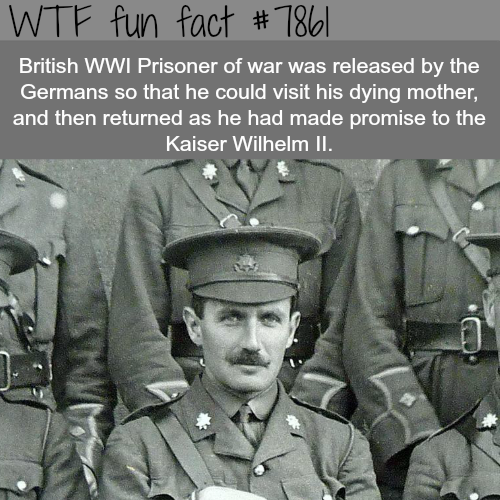 WTF fun fact #7861
British WWI Prisoner of war was released by the
Germans so that he could visit his dying mother,
and then returned as he had made promise to the
Kaiser Wilhelm II.